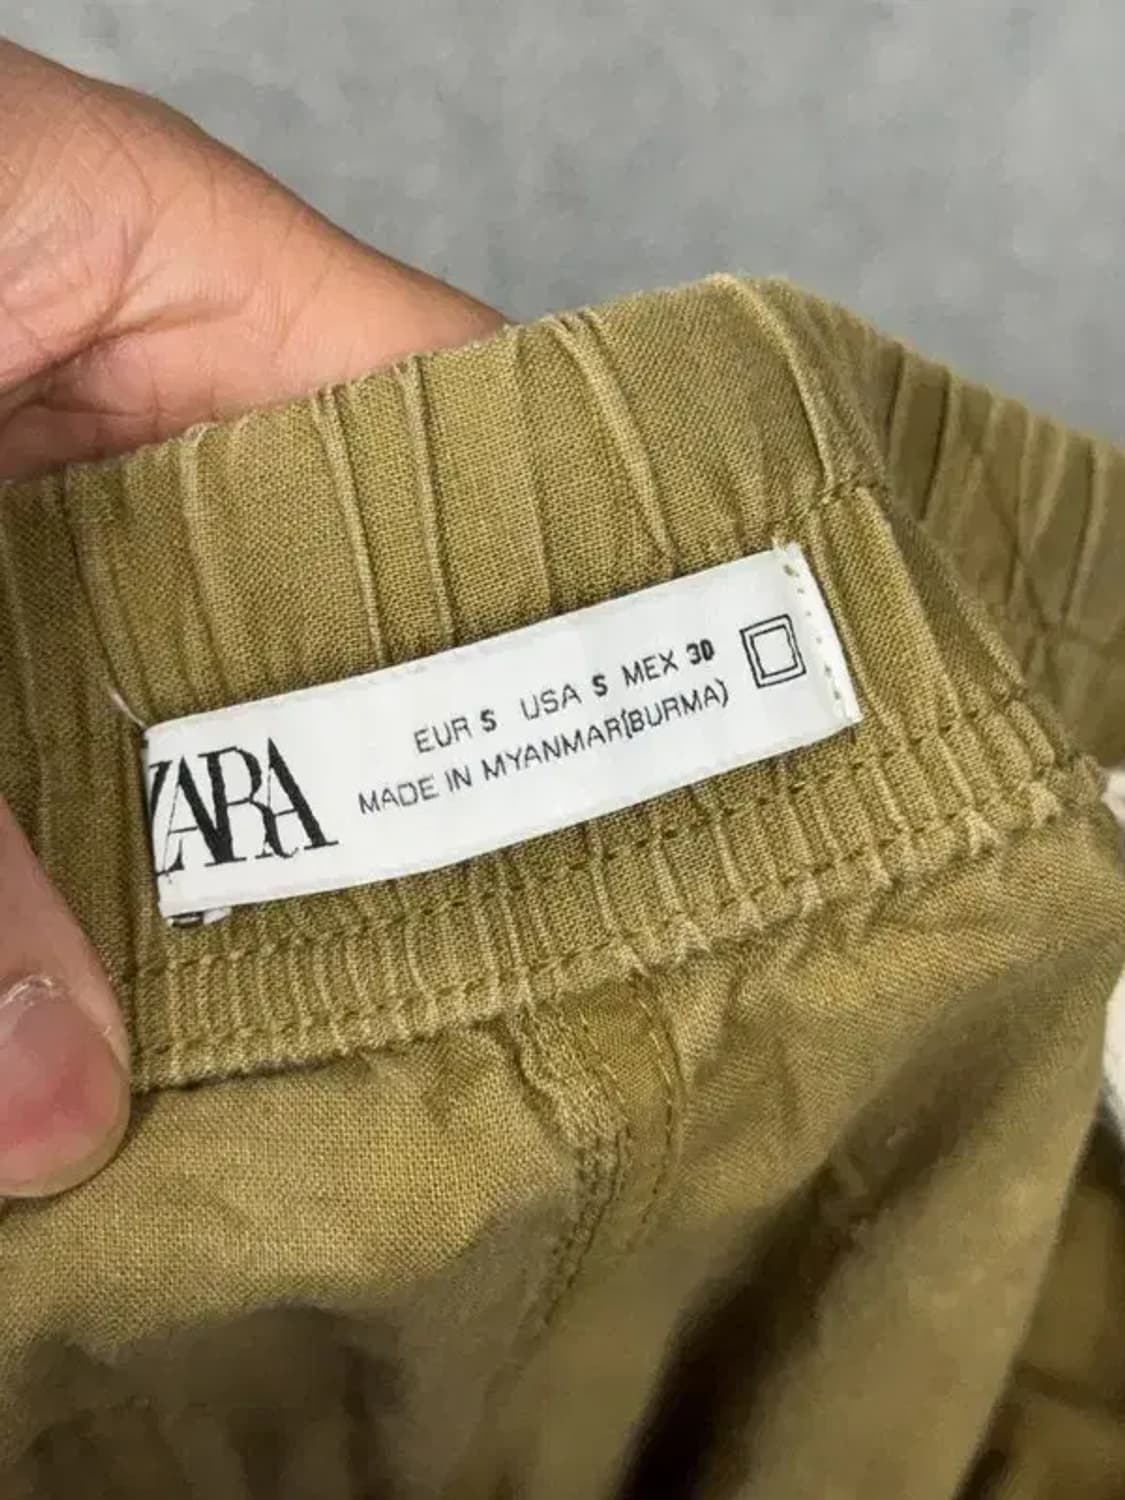 ZARA
EUR S USA S MEX 30
MADE IN MYANMAR(BURMA)